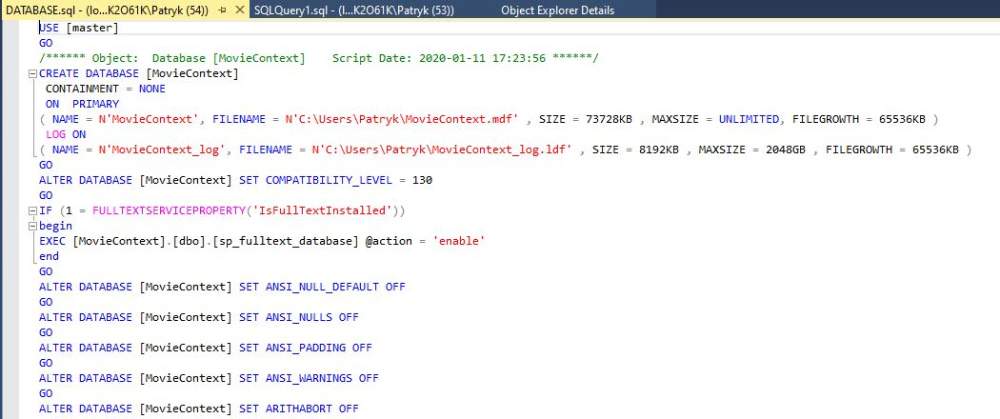 DATABASE.sql - (lo...K2O61K\Patryk (54)) SQLQuery1.sql - (l...K2O61K\Patryk (53)) Object Explorer Details
USE [master]
GO
/****** Object:  Database [MovieContext]    Script Date: 2020-01-11 17:23:56 ******/
CREATE DATABASE [MovieContext]
 CONTAINMENT = NONE
 ON  PRIMARY
( NAME = N'MovieContext', FILENAME = N'C:\Users\Patryk\MovieContext.mdf' , SIZE = 73728KB , MAXSIZE = UNLIMITED, FILEGROWTH = 65536KB )
 LOG ON
( NAME = N'MovieContext_log', FILENAME = N'C:\Users\Patryk\MovieContext_log.ldf' , SIZE = 8192KB , MAXSIZE = 2048GB , FILEGROWTH = 65536KB )
GO
ALTER DATABASE [MovieContext] SET COMPATIBILITY_LEVEL = 130
GO
IF (1 = FULLTEXTSERVICEPROPERTY('IsFullTextInstalled'))
begin
EXEC [MovieContext].[dbo].[sp_fulltext_database] @action = 'enable'
end
GO
ALTER DATABASE [MovieContext] SET ANSI_NULL_DEFAULT OFF
GO
ALTER DATABASE [MovieContext] SET ANSI_NULLS OFF
GO
ALTER DATABASE [MovieContext] SET ANSI_PADDING OFF
GO
ALTER DATABASE [MovieContext] SET ANSI_WARNINGS OFF
GO
ALTER DATABASE [MovieContext] SET ARITHABORT OFF